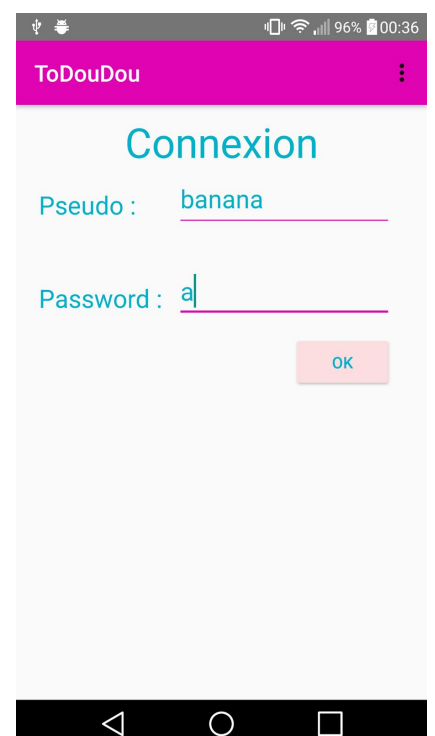 96% 00:36
ToDouDou
Connexion
Pseudo : banana
Password : a
OK